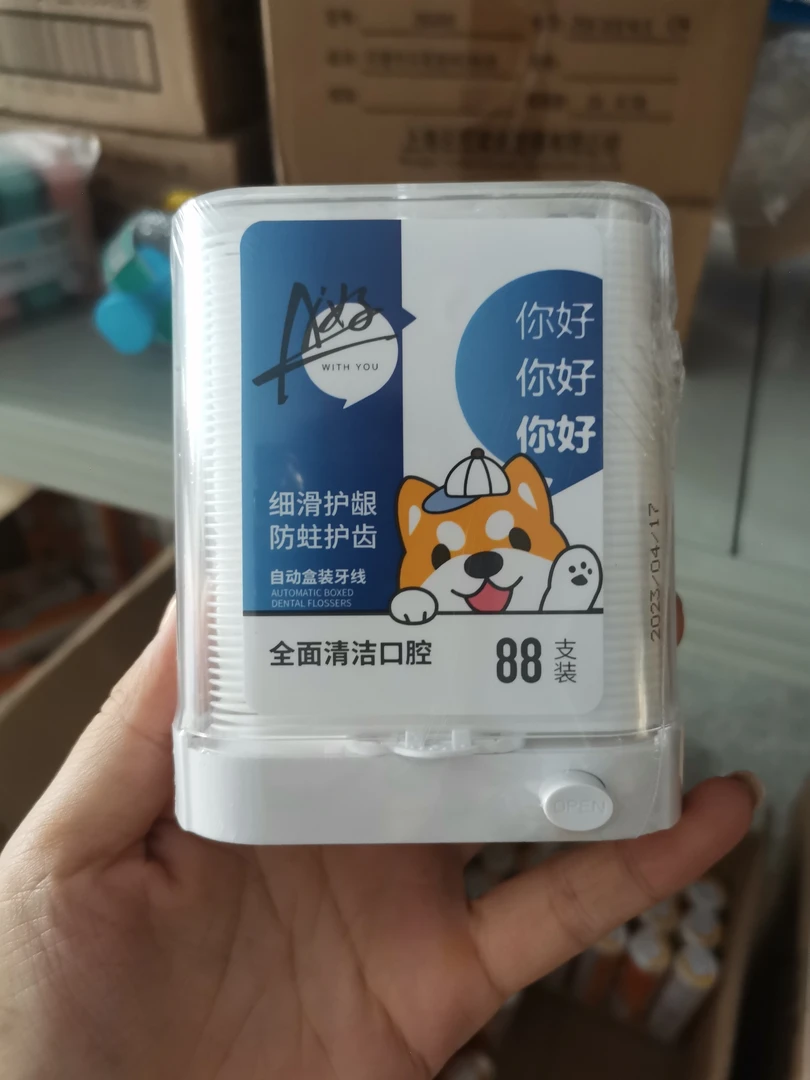 WITH YOU
你好
你好
你好
细滑护龈
防蛀护齿
自动盒装牙线
AUTOMATIC BOXED
DENTAL FLOSSERS
全面清洁口腔
88
支装
2023/04/17
OPEN